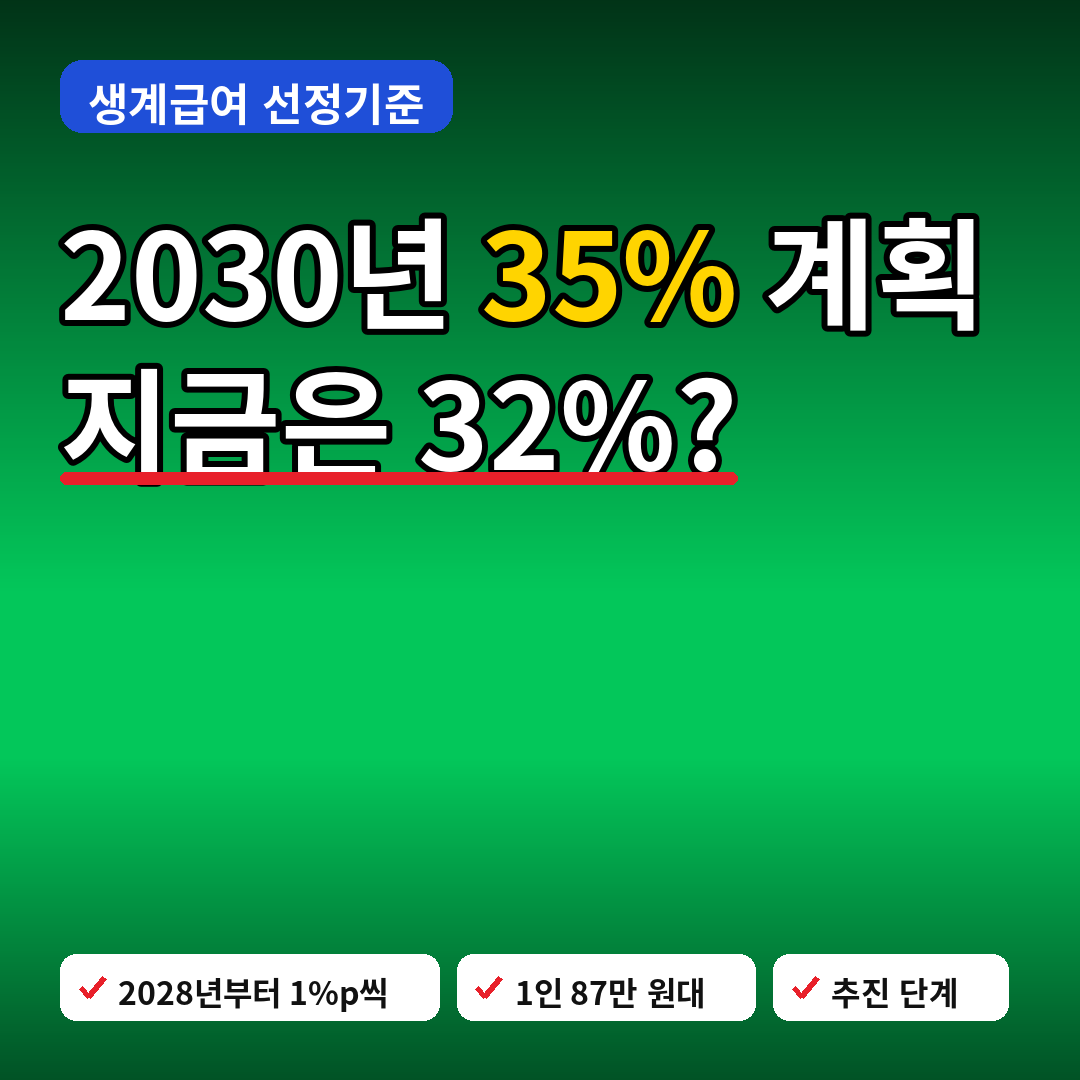 생계급여 선정기준
2030년 35% 계획
지금은 32%?
2028년부터 1%p씩
1인 87만 원대
추진 단계